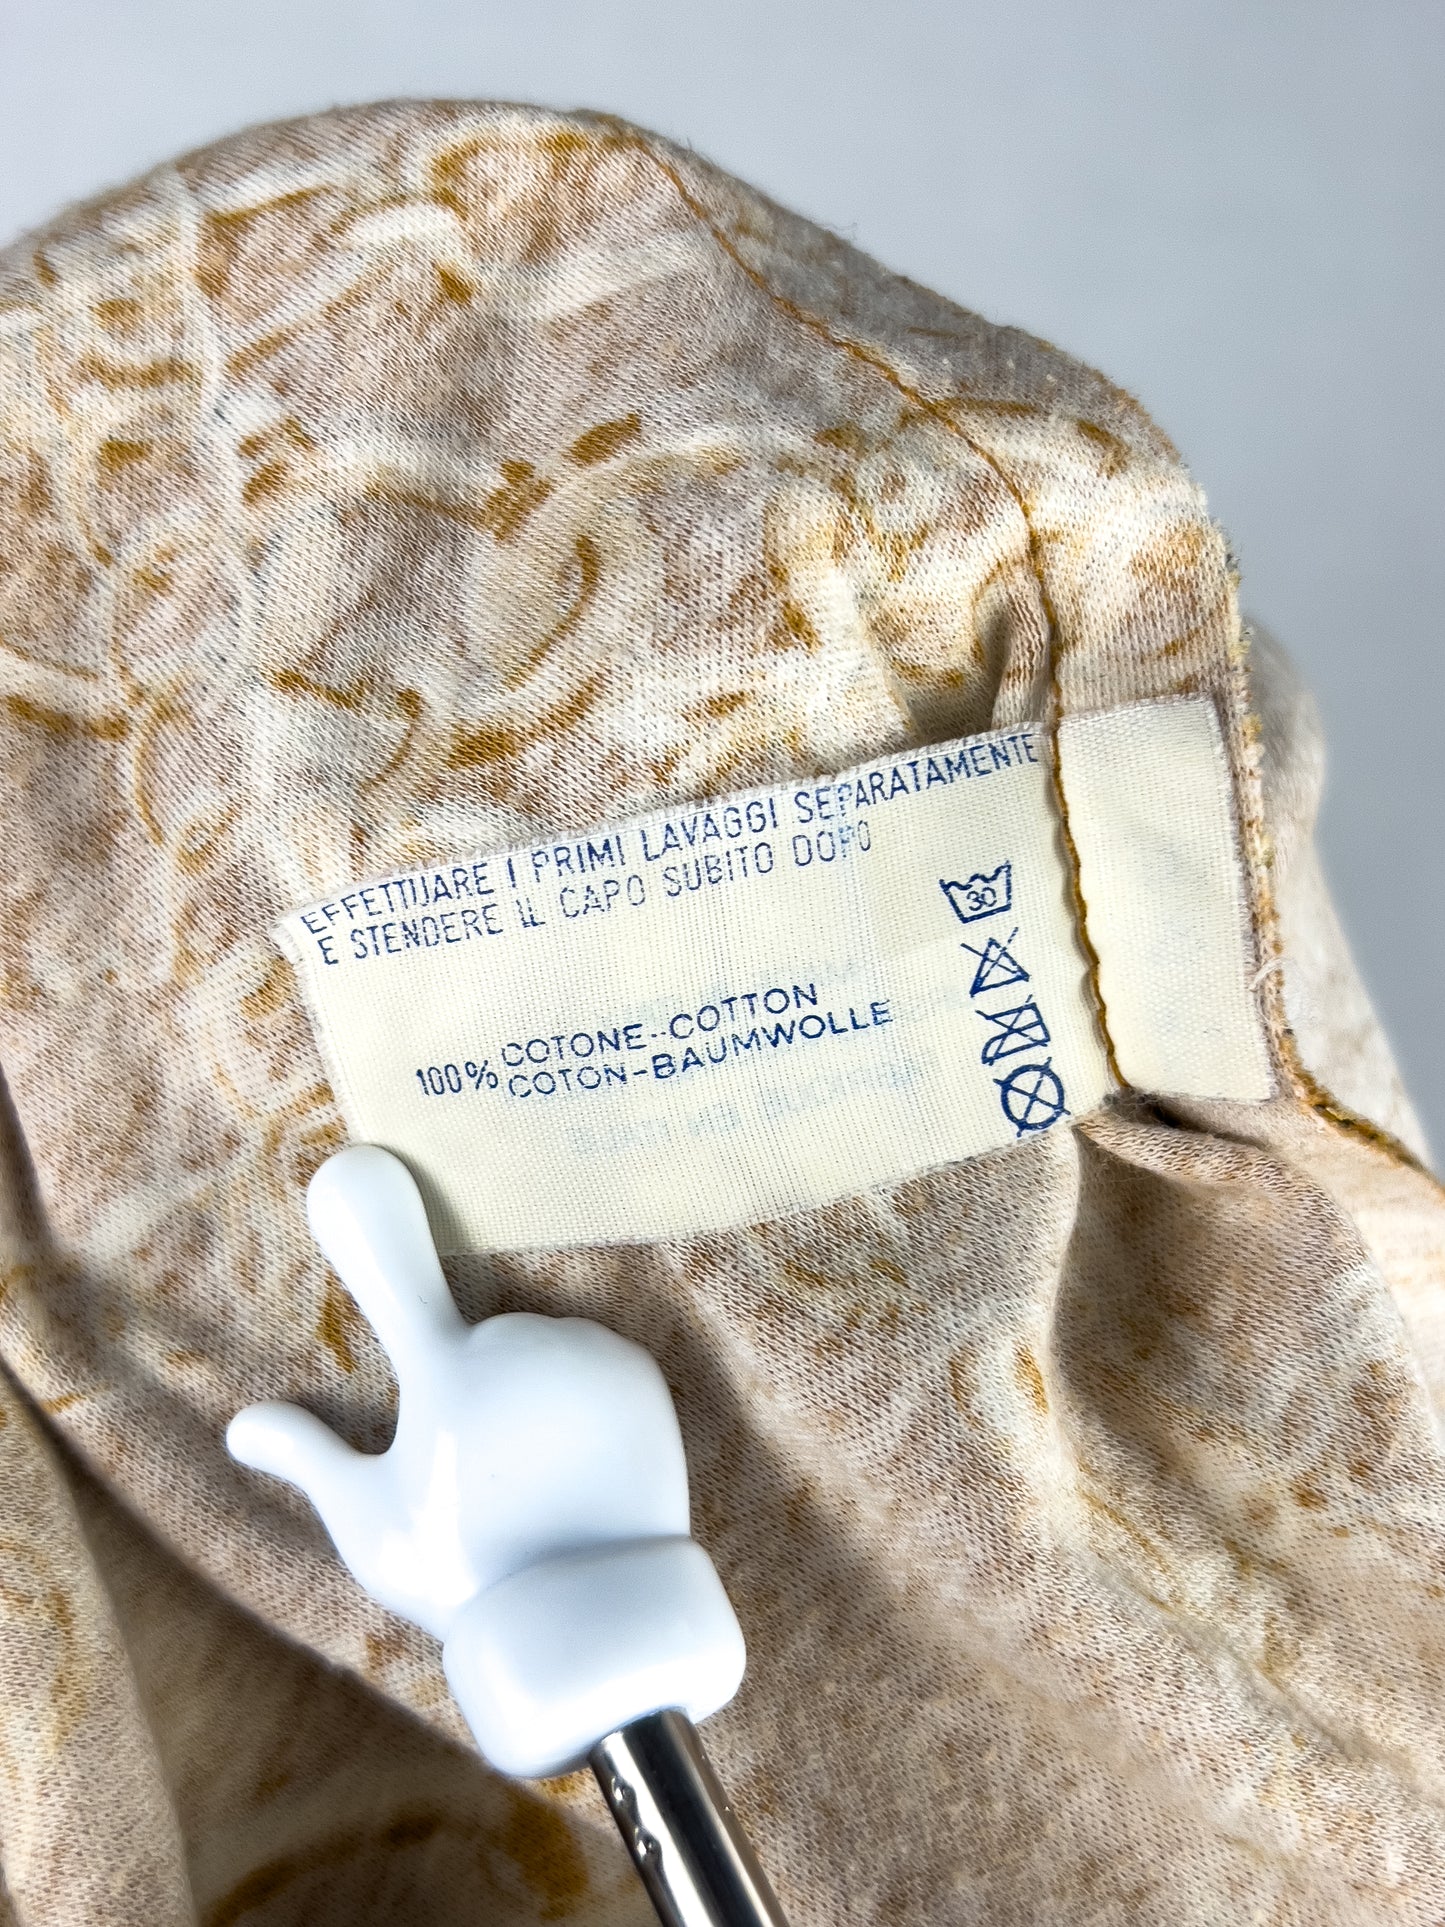 EFFETTUARE I PRIMI LAVAGGI SEPARATAMENTE
E STENDERE IL CAPO SUBITO DOPO
30
100% COTONE-COTTON
COTON-BAUMWOLLE